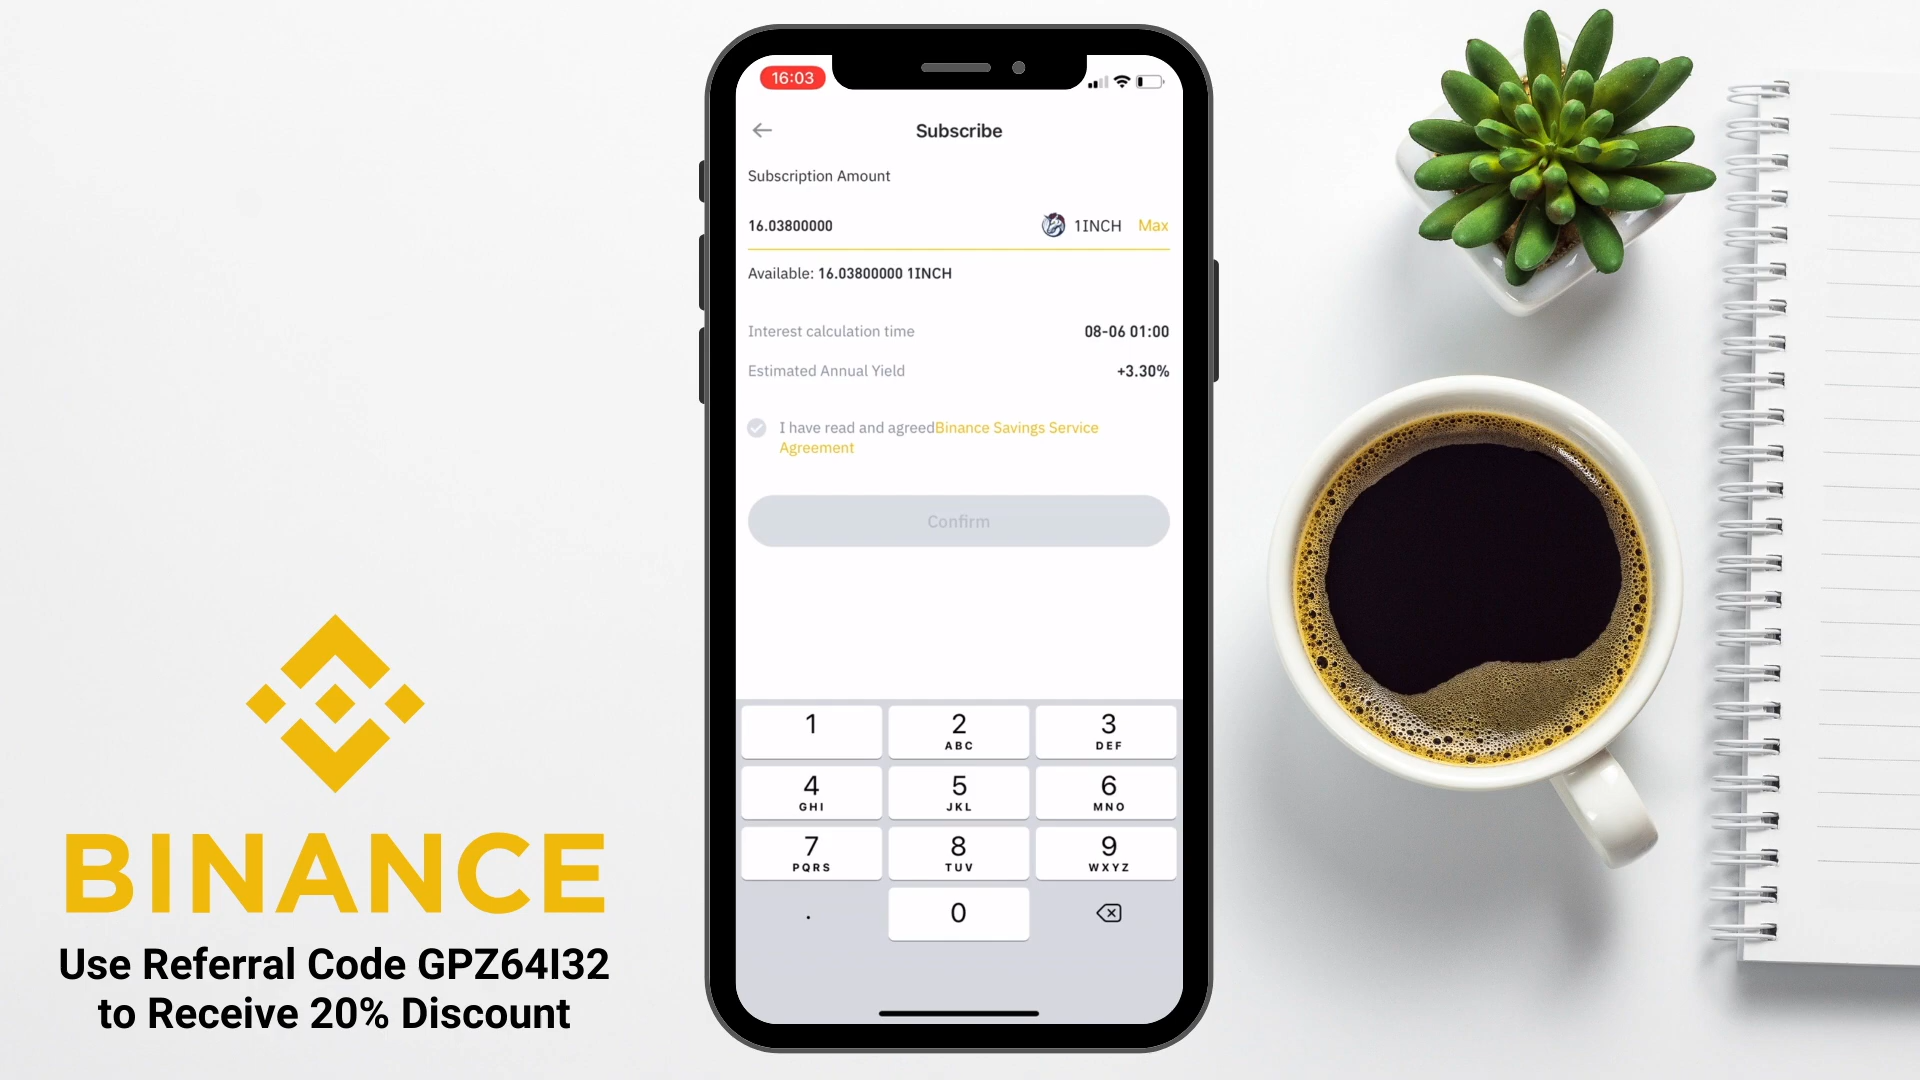 16:03
Subscribe
Subscription Amount
16.03800000 1INCH Max
Available: 16.03800000 1INCH
Interest calculation time 08-06 01:00
Estimated Annual Yield +3.30%
I have read and agreedBinance Savings Service
Agreement
Confirm
1
2
ABC
3
DEF
4
GHI
5
JKL
6
MNO
7
PQRS
8
TUV
9
WXYZ
.
0
BINANCE
Use Referral Code GPZ64I32
to Receive 20% Discount